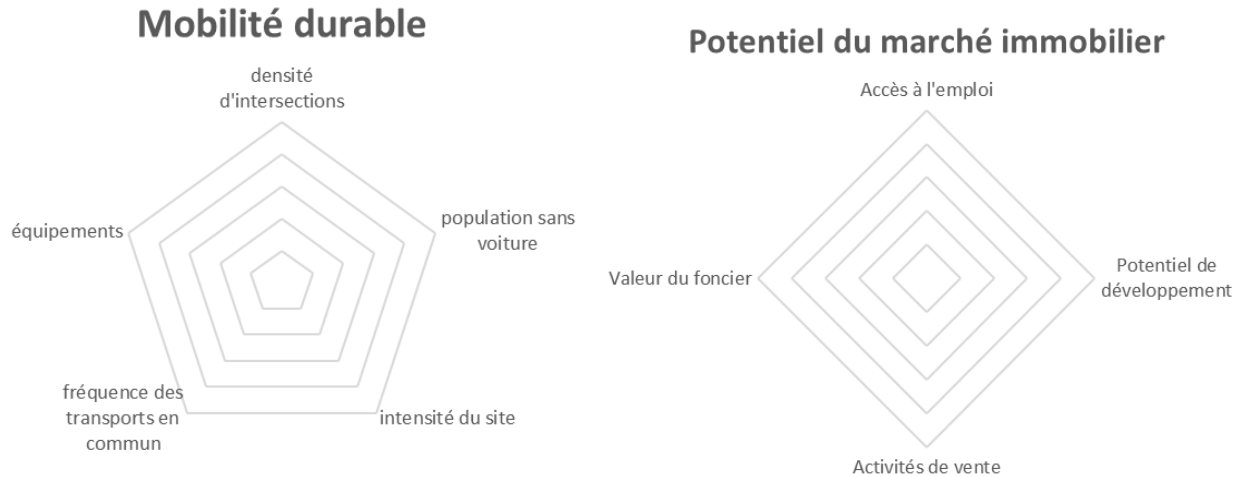 Mobilité durable
densité
d'intersections
équipements
population sans
voiture
fréquence des
transports en
commun
intensité du site
Potentiel du marché immobilier
Accès à l'emploi
Valeur du foncier
Potentiel de
développement
Activités de vente